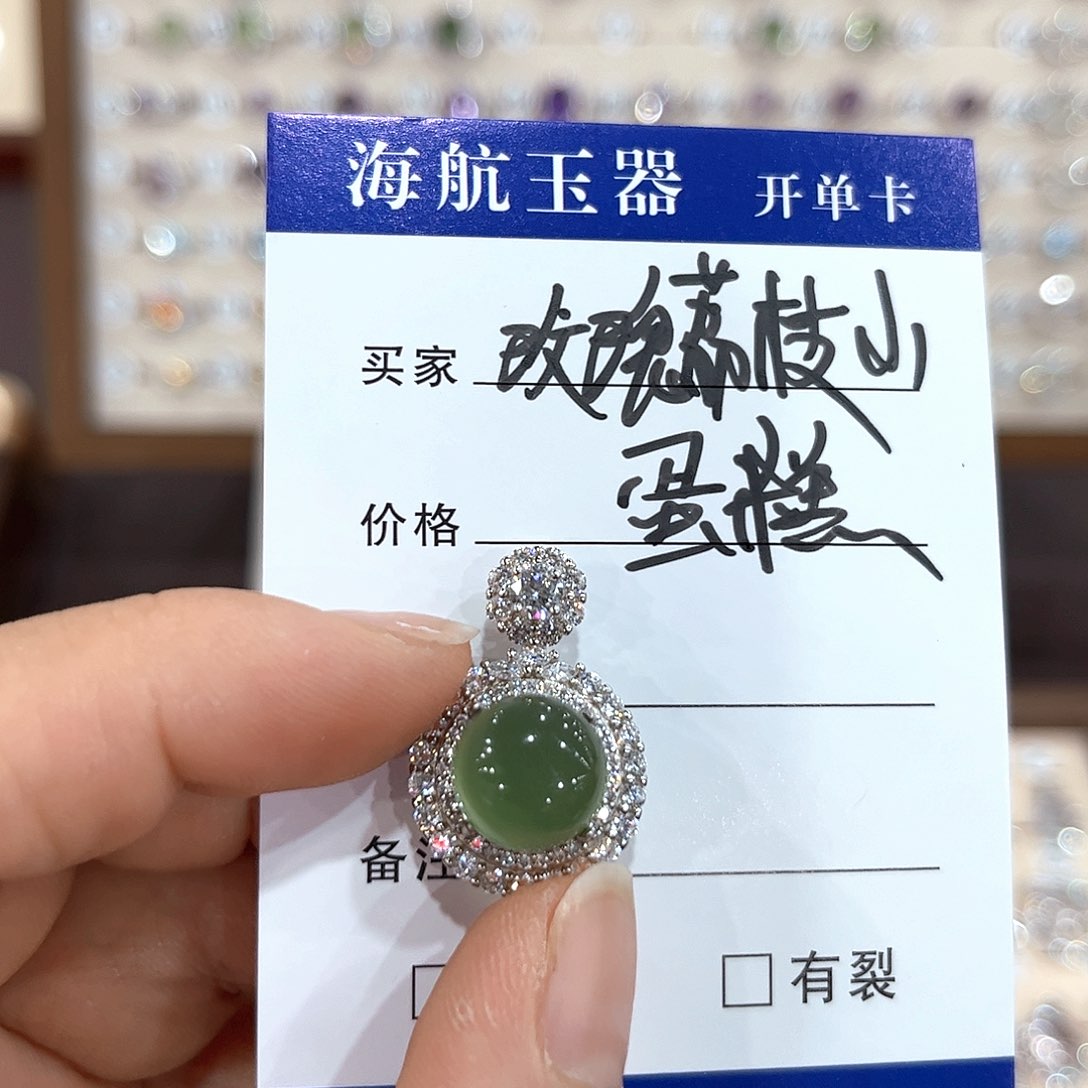 海航玉器 开单卡
买家 玫瑰荔枝山
价格 蛋糕
备注
有裂